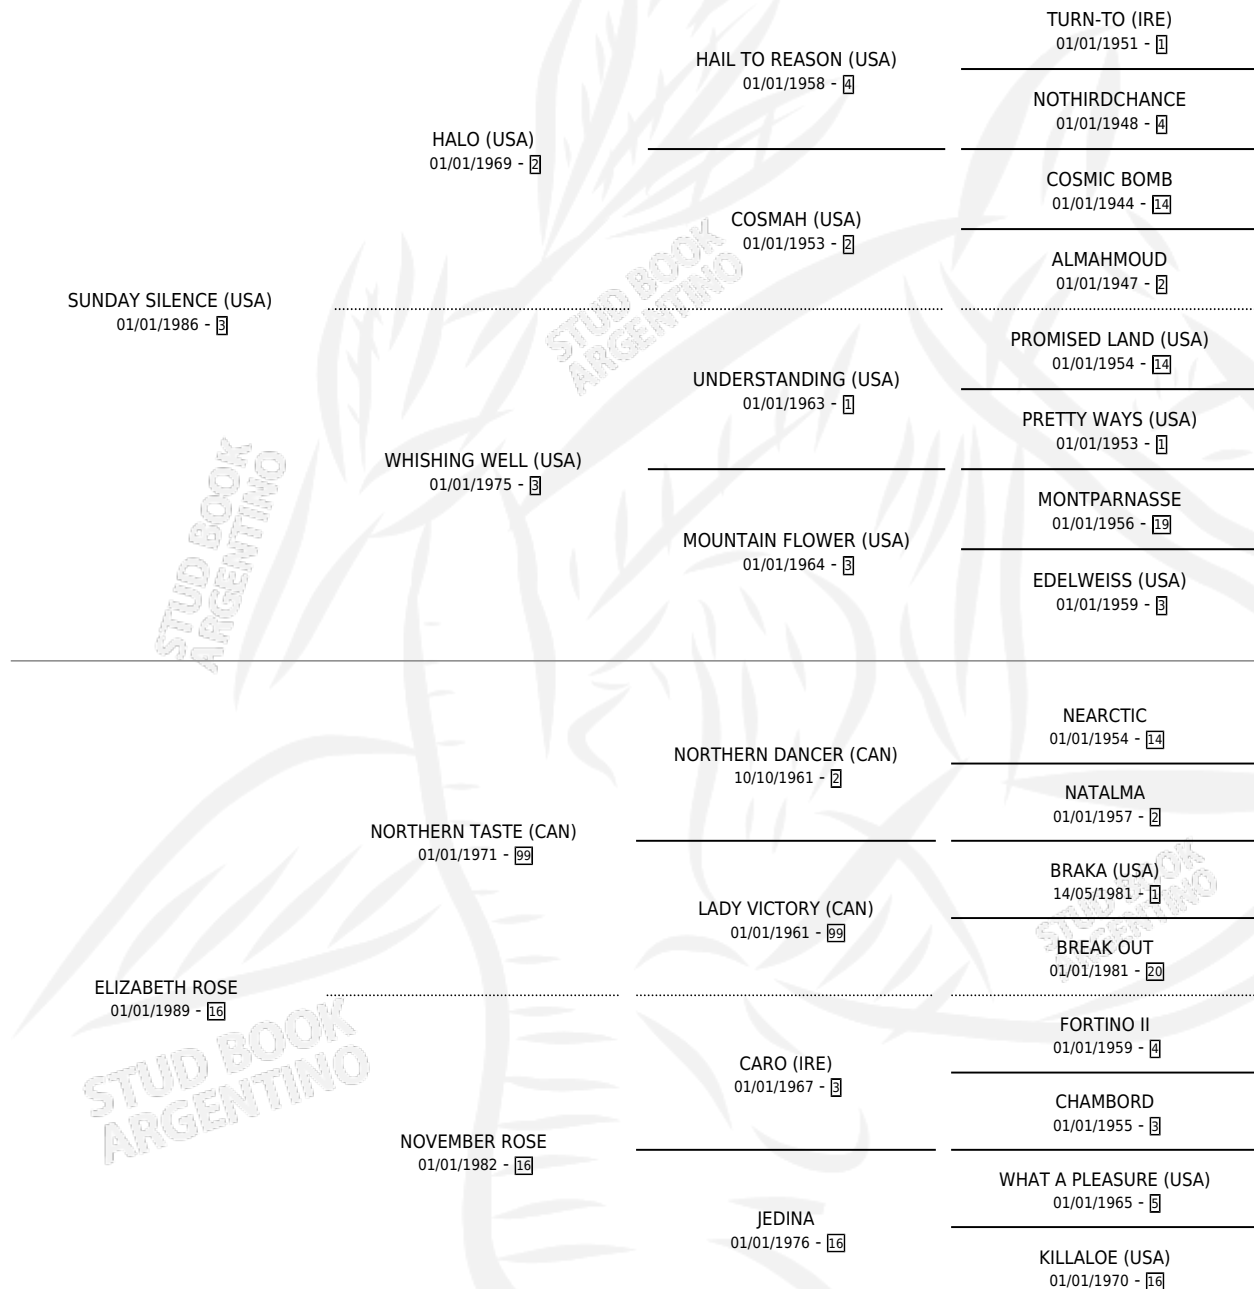 TURN-TO (IRE)
01/01/1951 - 1
HAIL TO REASON (USA)
01/01/1958 - 4
NOTHIRDCHANCE
01/01/1948 - 4
HALO (USA)
01/01/1969 - 2
COSMIC BOMB
01/01/1944 - 14
COSMAH (USA)
01/01/1953 - 2
ALMAHMOUD
01/01/1947 - 2
SUNDAY SILENCE (USA)
01/01/1986 - 3
STUD BOOK
ARGENTINO
PROMISED LAND (USA)
01/01/1954 - 14
UNDERSTANDING (USA)
01/01/1963 - 1
PRETTY WAYS (USA)
01/01/1953 - 1
WHISHING WELL (USA)
01/01/1975 - 3
MONTPARNASSE
01/01/1956 - 19
MOUNTAIN FLOWER (USA)
01/01/1964 - 3
EDELWEISS (USA)
01/01/1959 - 3
STUD BOOK
ARGENTINO
NEARCTIC
01/01/1954 - 14
NORTHERN DANCER (CAN)
10/10/1961 - 2
NATALMA
01/01/1957 - 2
NORTHERN TASTE (CAN)
01/01/1971 - 99
BRAKA (USA)
14/05/1981 - 1
LADY VICTORY (CAN)
01/01/1961 - 99
BREAK OUT
01/01/1981 - 20
STUD BOOK
ARGENTINO
ELIZABETH ROSE
01/01/1989 - 16
FORTINO II
01/01/1959 - 4
CARO (IRE)
01/01/1967 - 3
CHAMBORD
01/01/1955 - 3
STUD BOOK
ARGENTINO
NOVEMBER ROSE
01/01/1982 - 16
WHAT A PLEASURE (USA)
01/01/1965 - 5
JEDINA
01/01/1976 - 16
KILLALOE (USA)
01/01/1970 - 16